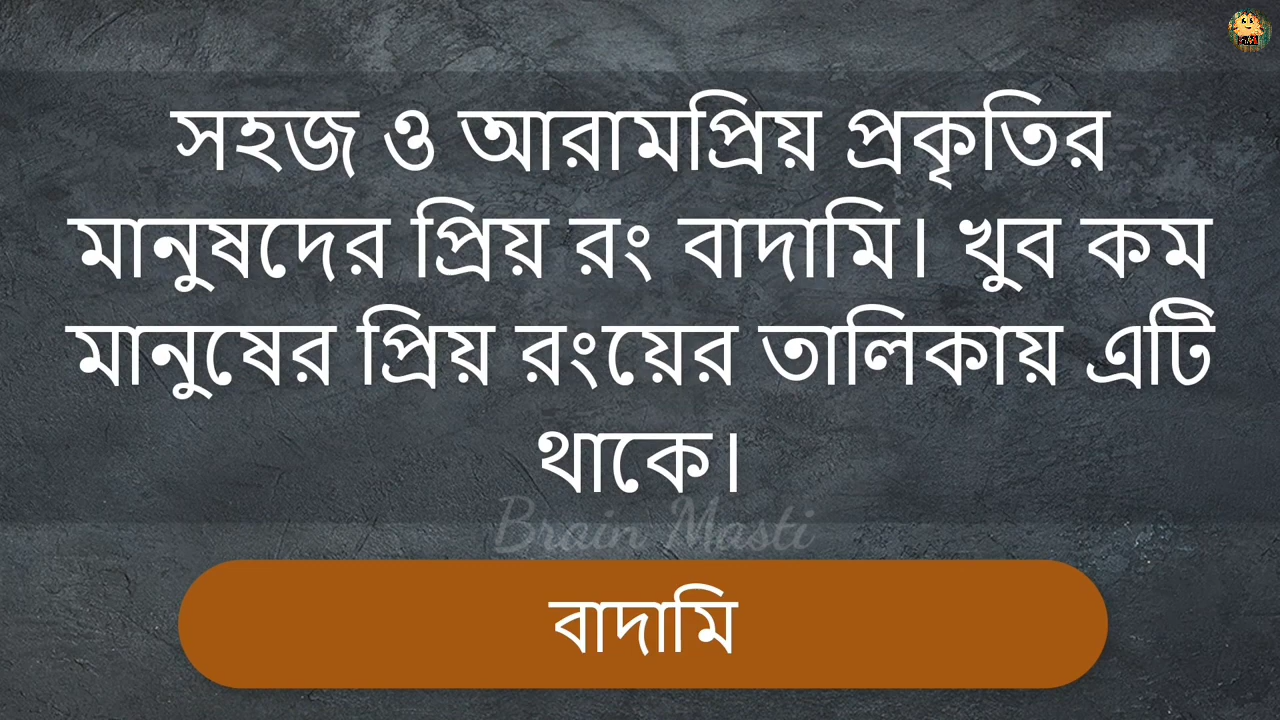 সহজ ও আরামপ্রিয় প্রকৃতির
মানুষদের প্রিয় রং বাদামি। খুব কম
মানুষের প্রিয় রংয়ের তালিকায় এটি
থাকে।
Brain Masti
বাদামি